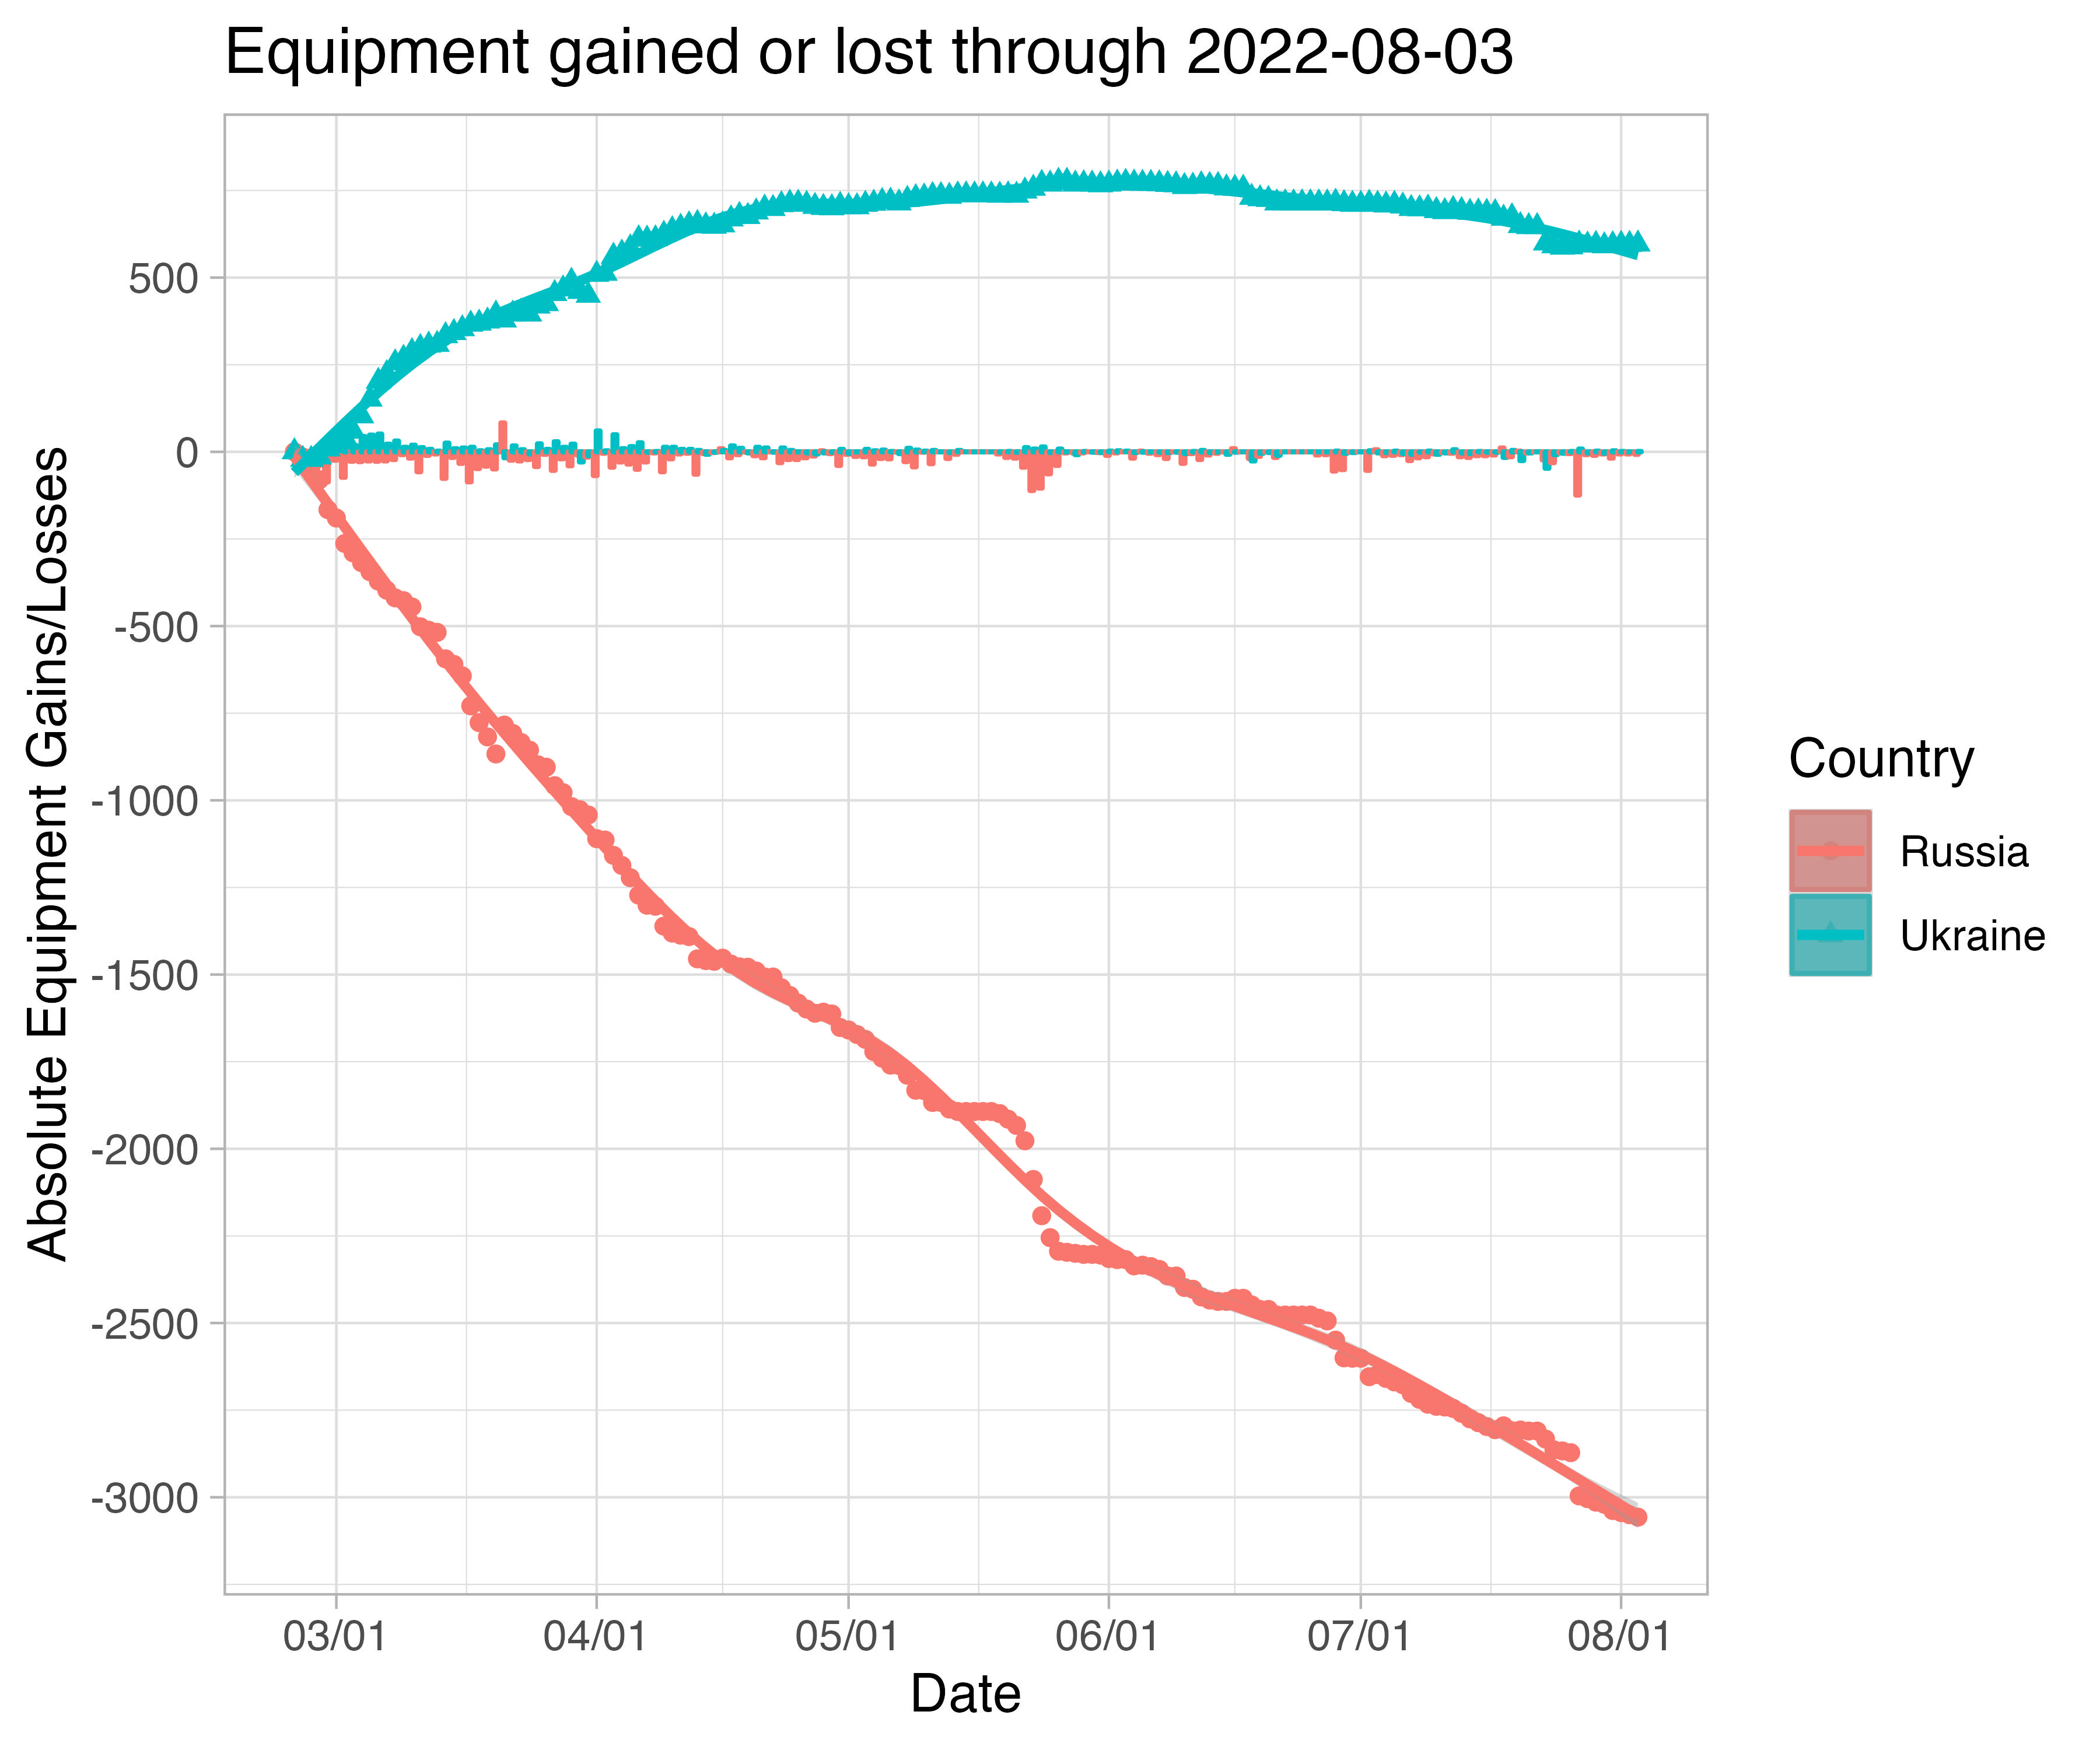 Equipment gained or lost through 2022-08-03
Absolute Equipment Gains/Losses
500
0
-500
-1000
-1500
-2000
-2500
-3000
03/01
04/01
05/01
06/01
07/01
08/01
Date
Country
Russia
Ukraine